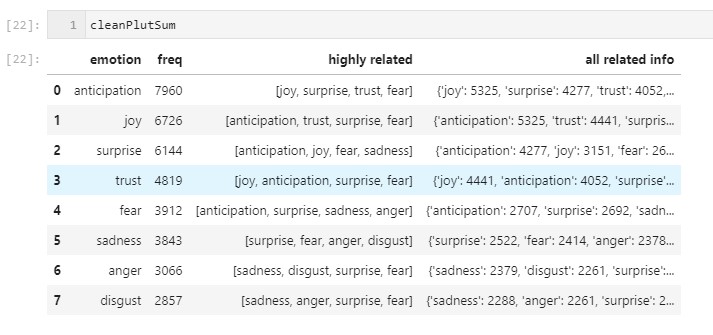 [22]: 1 cleanPlutSum
[22]: emotion freq highly related all related info
0 anticipation 7960 [joy, surprise, trust, fear] {'joy': 5325, 'surprise': 4277, 'trust': 4052,...
1 joy 6726 [anticipation, trust, surprise, fear] {'anticipation': 5325, 'trust': 4441, 'surpris...
2 surprise 6144 [anticipation, joy, fear, sadness] {'anticipation': 4277, 'joy': 3151, 'fear': 26...
3 trust 4819 [joy, anticipation, surprise, fear] {'joy': 4441, 'anticipation': 4052, 'surprise'...
4 fear 3912 [anticipation, surprise, sadness, anger] {'anticipation': 2707, 'surprise': 2692, 'sadn...
5 sadness 3843 [surprise, fear, anger, disgust] {'surprise': 2522, 'fear': 2414, 'anger': 2378...
6 anger 3066 [sadness, disgust, surprise, fear] {'sadness': 2379, 'disgust': 2261, 'surprise':...
7 disgust 2857 [sadness, anger, surprise, fear] {'sadness': 2288, 'anger': 2261, 'surprise': 2...